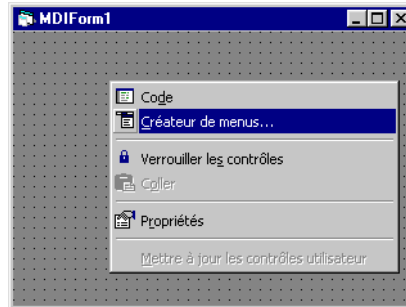 MDIForm1
Code
Créateur de menus...
Verrouiller les contrôles
Coller
Propriétés
Mettre à jour les contrôles utilisateur